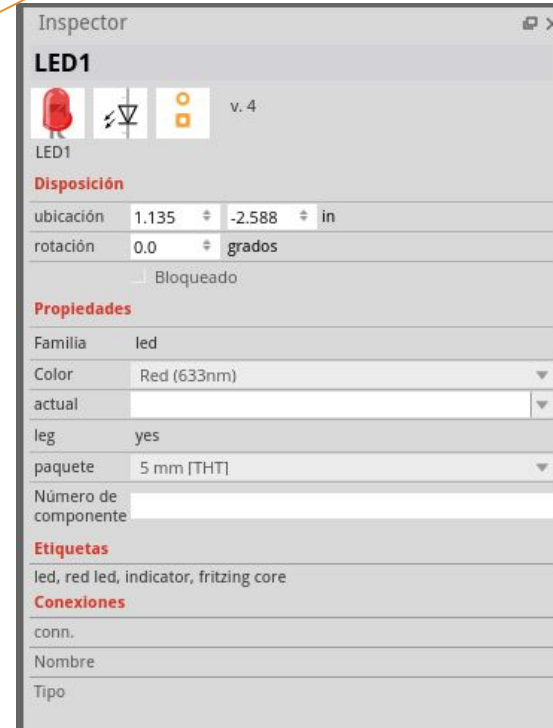 Inspector
LED1
v. 4
LED1
Disposición
ubicación 1.135 -2.588 in
rotación 0.0 grados
Bloqueado
Propiedades
Familia led
Color Red (633nm)
actual
leg yes
paquete 5 mm [THT]
Número de
componente
Etiquetas
led, red led, indicator, fritzing core
Conexiones
conn.
Nombre
Tipo